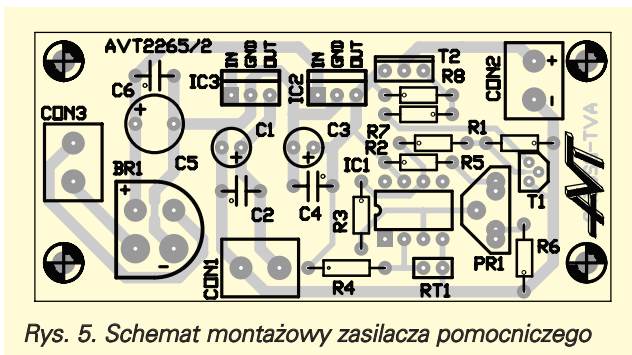 AVT2265/2
IN GND OUT
IN GND OUT
T2
CON2
+
-
C6
IC3
IC2
R8
CON3
+
C1
C3
R7
R1
R2
BR1
+
C5
+
+
IC1
R5
T1
AVT
C2
C4
R3
-
CON1
R4
RT1
PR1
R6
Rys. 5. Schemat montażowy zasilacza pomocniczego